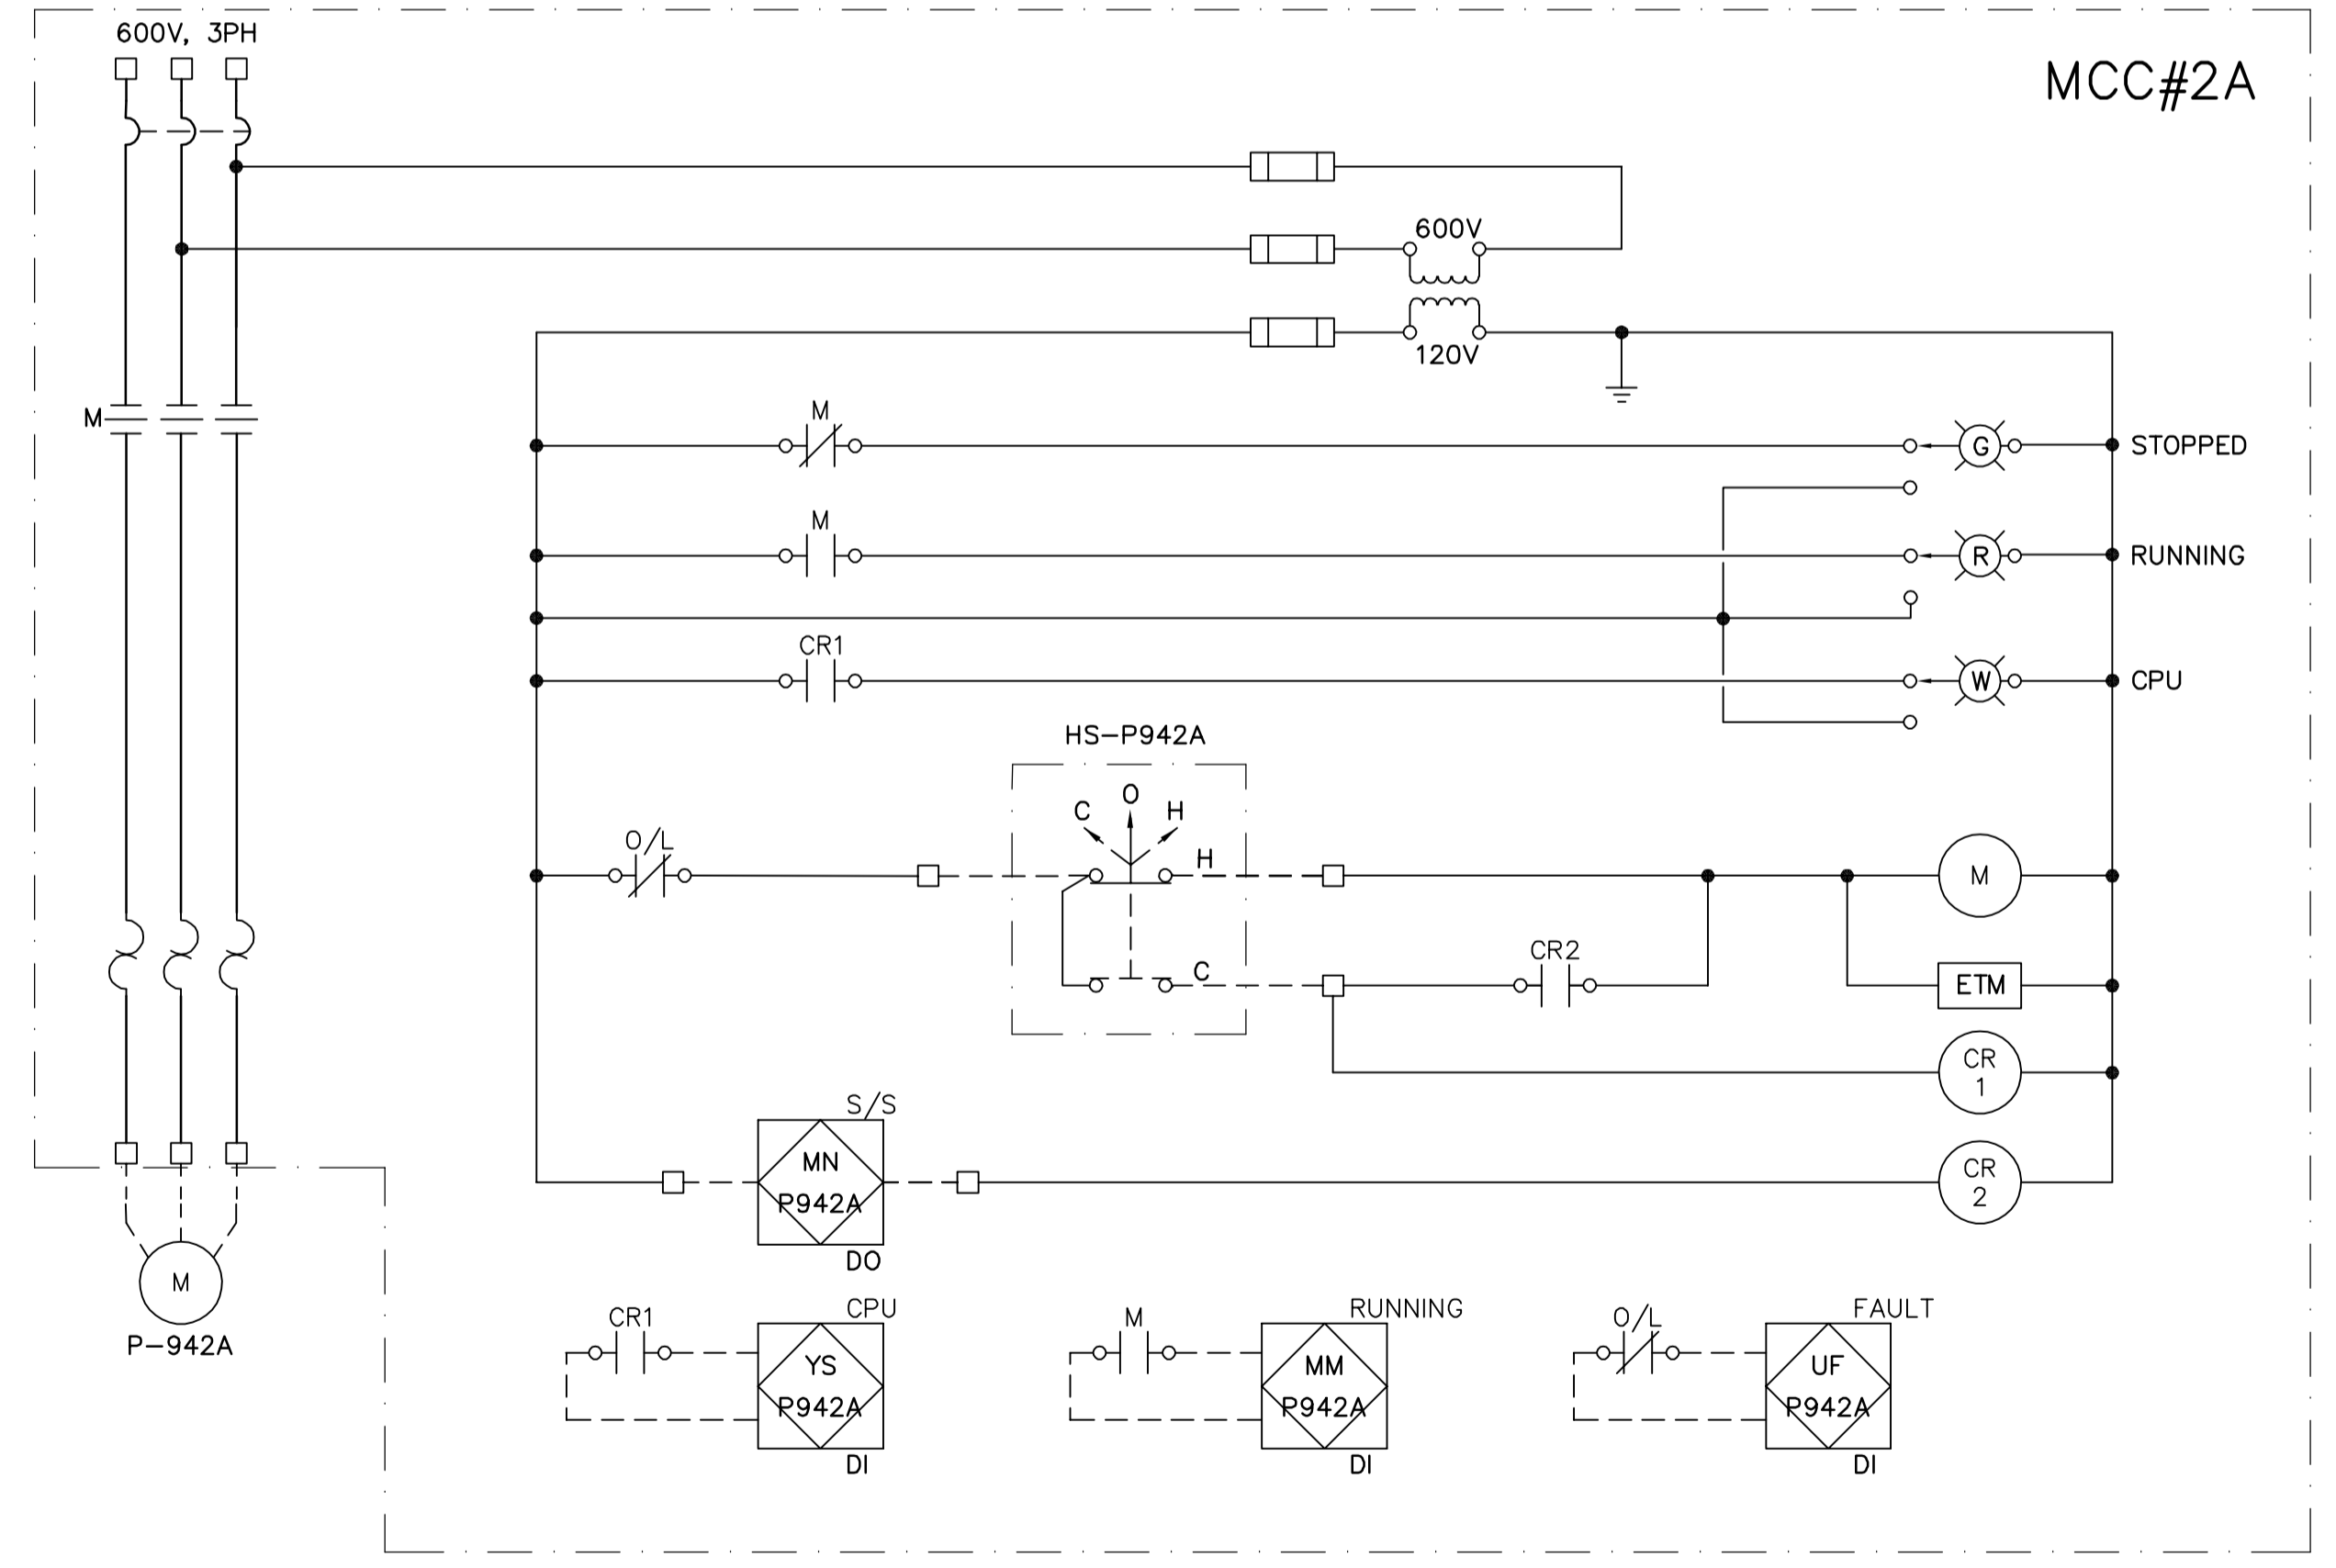 600V, 3PH
MCC#2A
600V
120V
M
M
G
STOPPED
M
R
RUNNING
CR1
W
CPU
HS-P942A
C
O
H
O/L
H
M
CR2
C
ETM
CR
1
S/S
MN
P942A
DO
CR
2
M
P-942A
CR1
CPU
YS
P942A
DI
M
RUNNING
MM
P942A
DI
O/L
FAULT
UF
P942A
DI